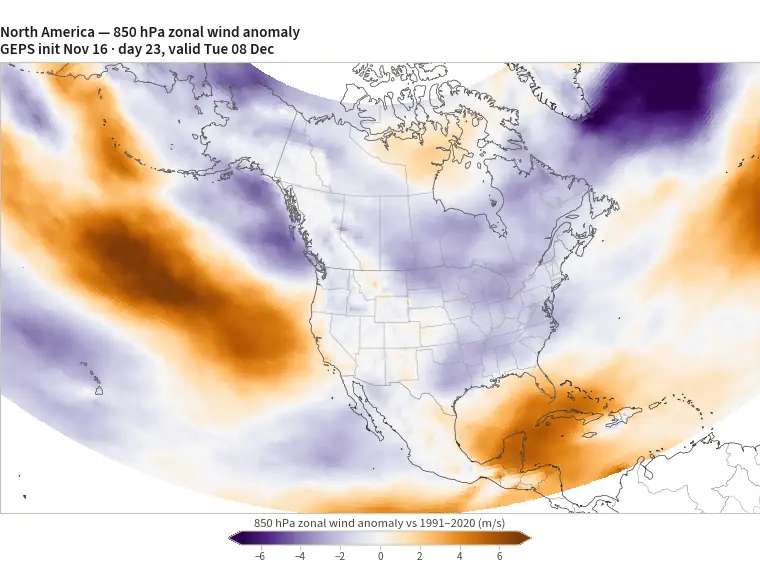 North America — 850 hPa zonal wind anomaly
GEPS init Nov 16 · day 23, valid Tue 08 Dec
850 hPa zonal wind anomaly vs 1991–2020 (m/s)
−6 −4 −2 0 2 4 6